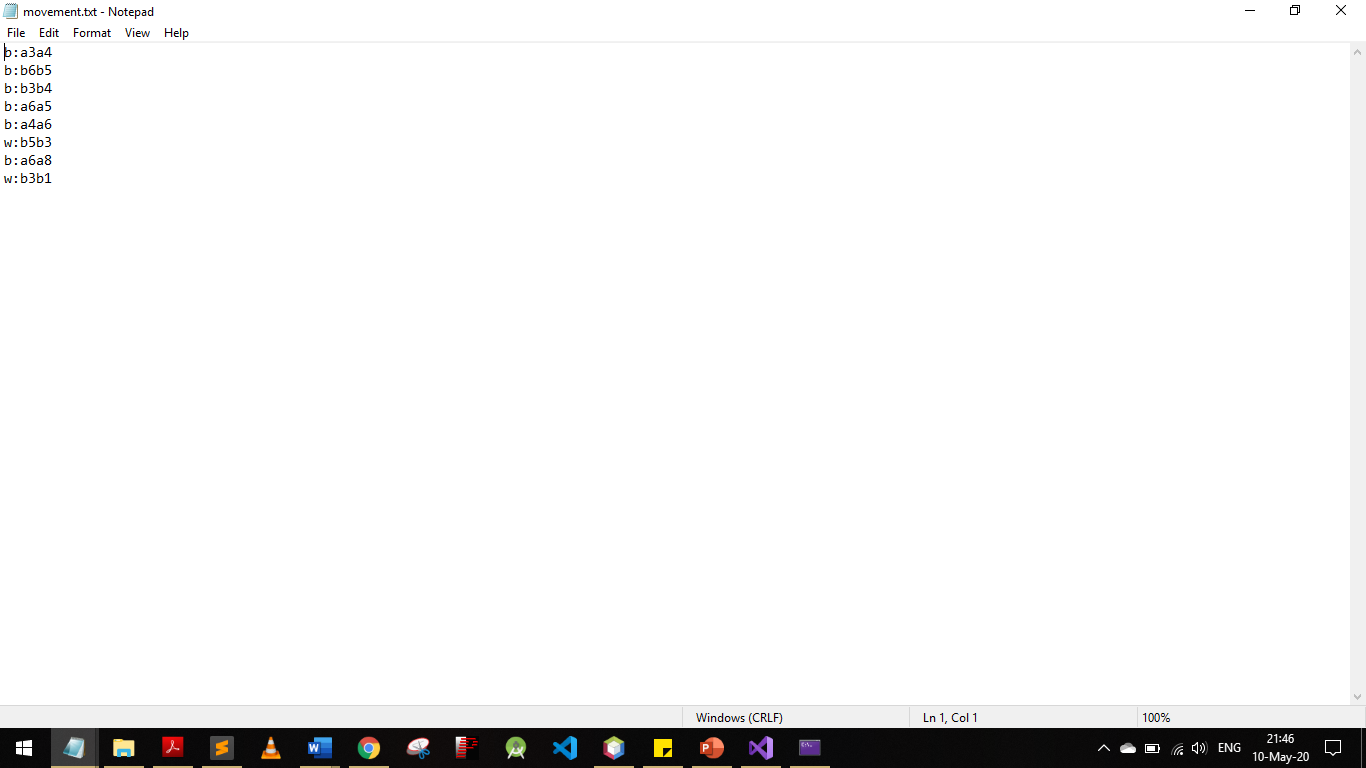 movement.txt - Notepad
File Edit Format View Help
b:a3a4
b:b6b5
b:b3b4
b:a6a5
b:a4a6
w:b5b3
b:a6a8
w:b3b1
Windows (CRLF) Ln 1, Col 1 100%
ENG 21:46
10-May-20